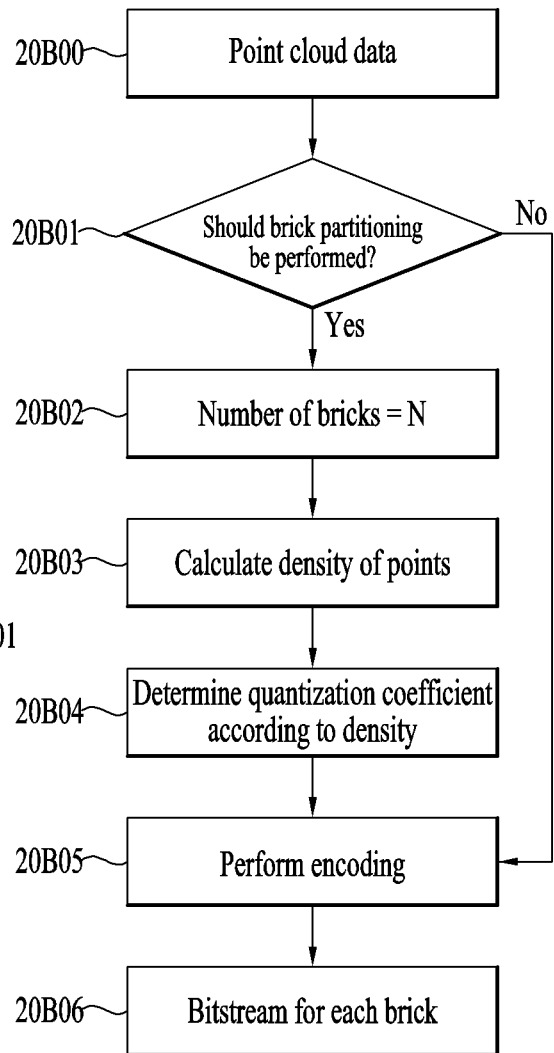 20B00
Point cloud data
20B01
Should brick partitioning
be performed?
No
Yes
20B02
Number of bricks = N
20B03
Calculate density of points
01
20B04
Determine quantization coefficient
according to density
20B05
Perform encoding
20B06
Bitstream for each brick